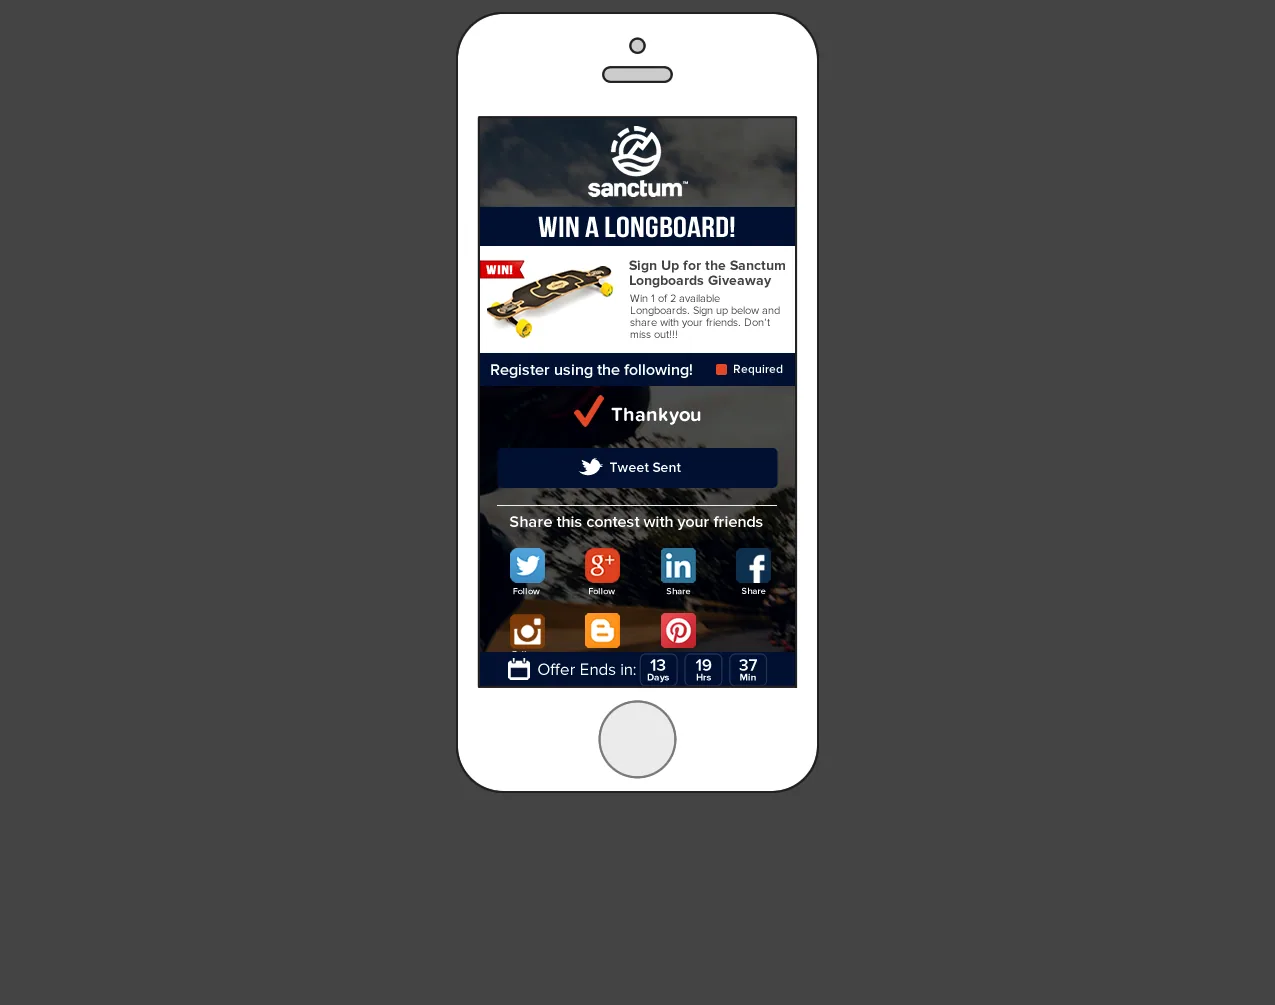 sanctum™
WIN A LONGBOARD!
WIN!
Sign Up for the Sanctum
Longboards Giveaway
Win 1 of 2 available
Longboards. Sign up below and
share with your friends. Don't
miss out!!!
Register using the following!
Required
Thankyou
Tweet Sent
Share this contest with your friends
Follow Follow Share Share
Offer Ends in: 13 19 37
Days Hrs Min